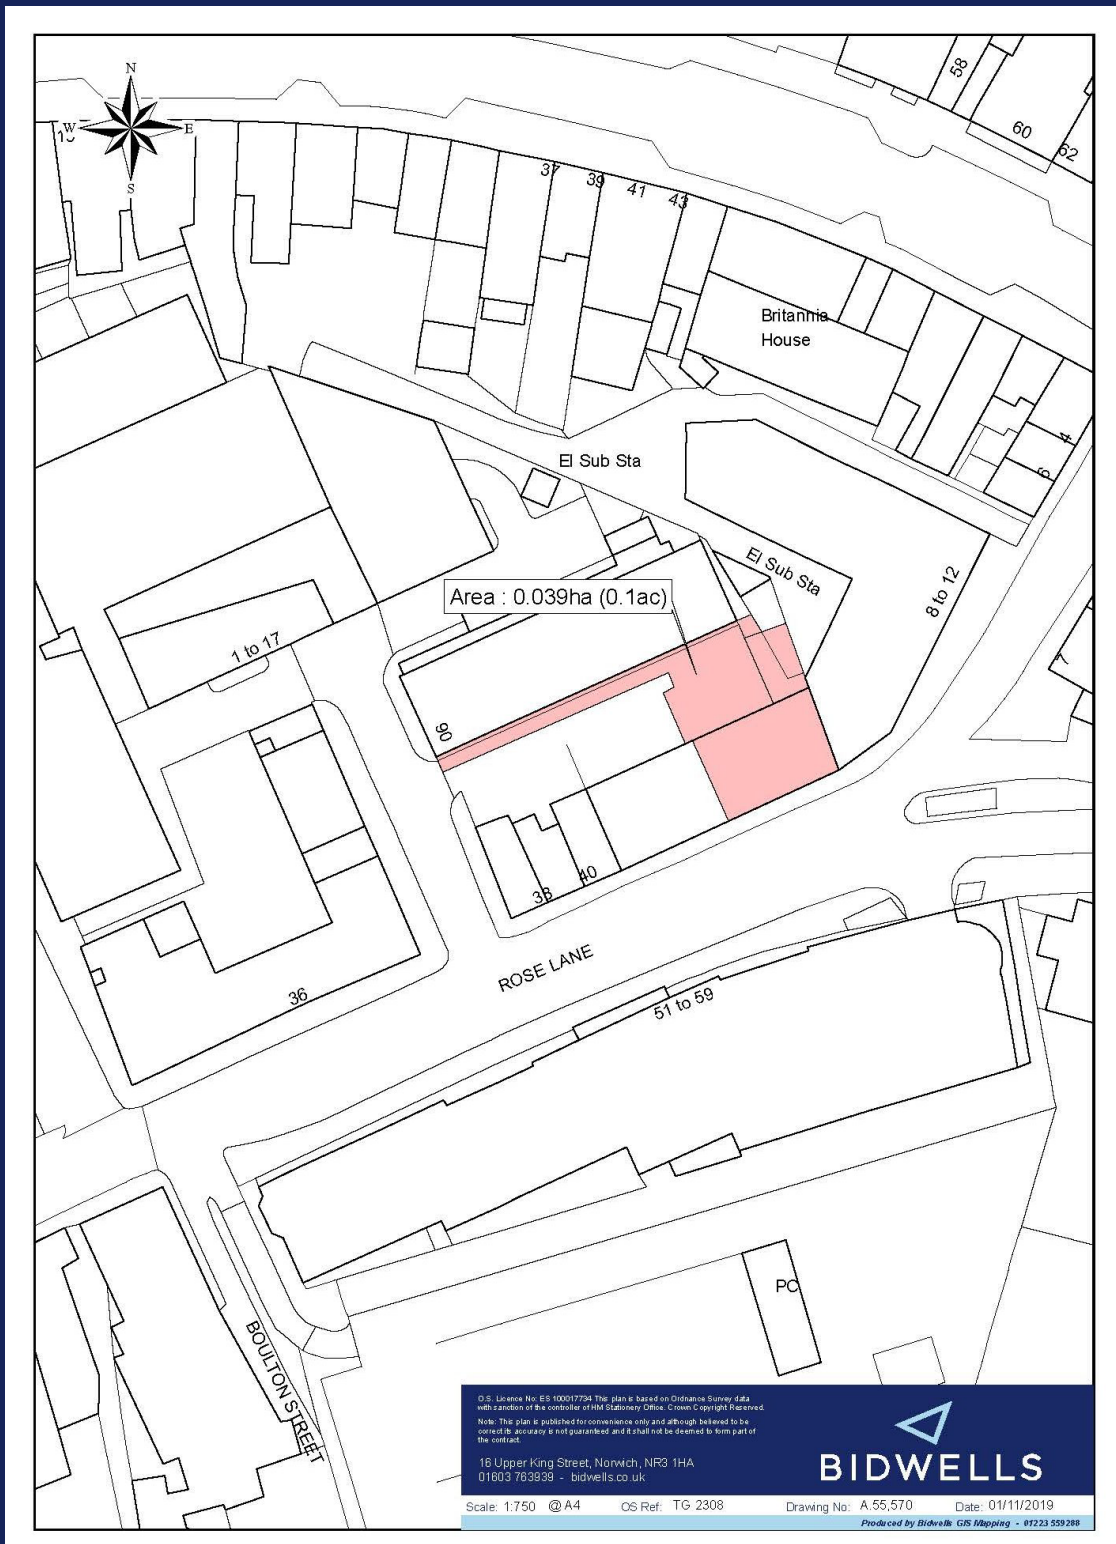 N
W
E
S
58
60
62
37
39
41
43
Britannia
House
4
6
El Sub Sta
El Sub Sta
8 to 12
Area : 0.039ha (0.1ac)
1 to 17
7
90
38
40
ROSE LANE
36
51 to 59
PC
BOULTON STREET
O.S. Licence No: ES 100017734 This plan is based on Ordnance Survey data
with sanction of the controller of HM Stationery Office. Crown Copyright Reserved.
Note: This plan is published for convenience only and although believed to be
correct its accuracy is not guaranteed and it shall not be deemed to form part of
the contract.
16 Upper King Street, Norwich, NR3 1HA
01603 763939 - bidwells.co.uk
BIDWELLS
Scale: 1:750 @ A4 OS Ref: TG 2308 Drawing No: A.55,570 Date: 01/11/2019
Produced by Bidwells GIS Mapping - 01223 559288